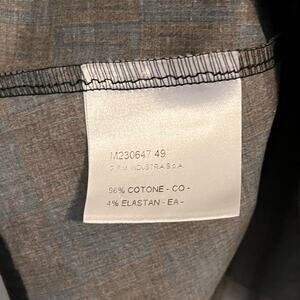 M230647 49
G.P.M. INDUSTRIA S.p.A.
96% COTONE - CO -
4% ELASTAN - EA -